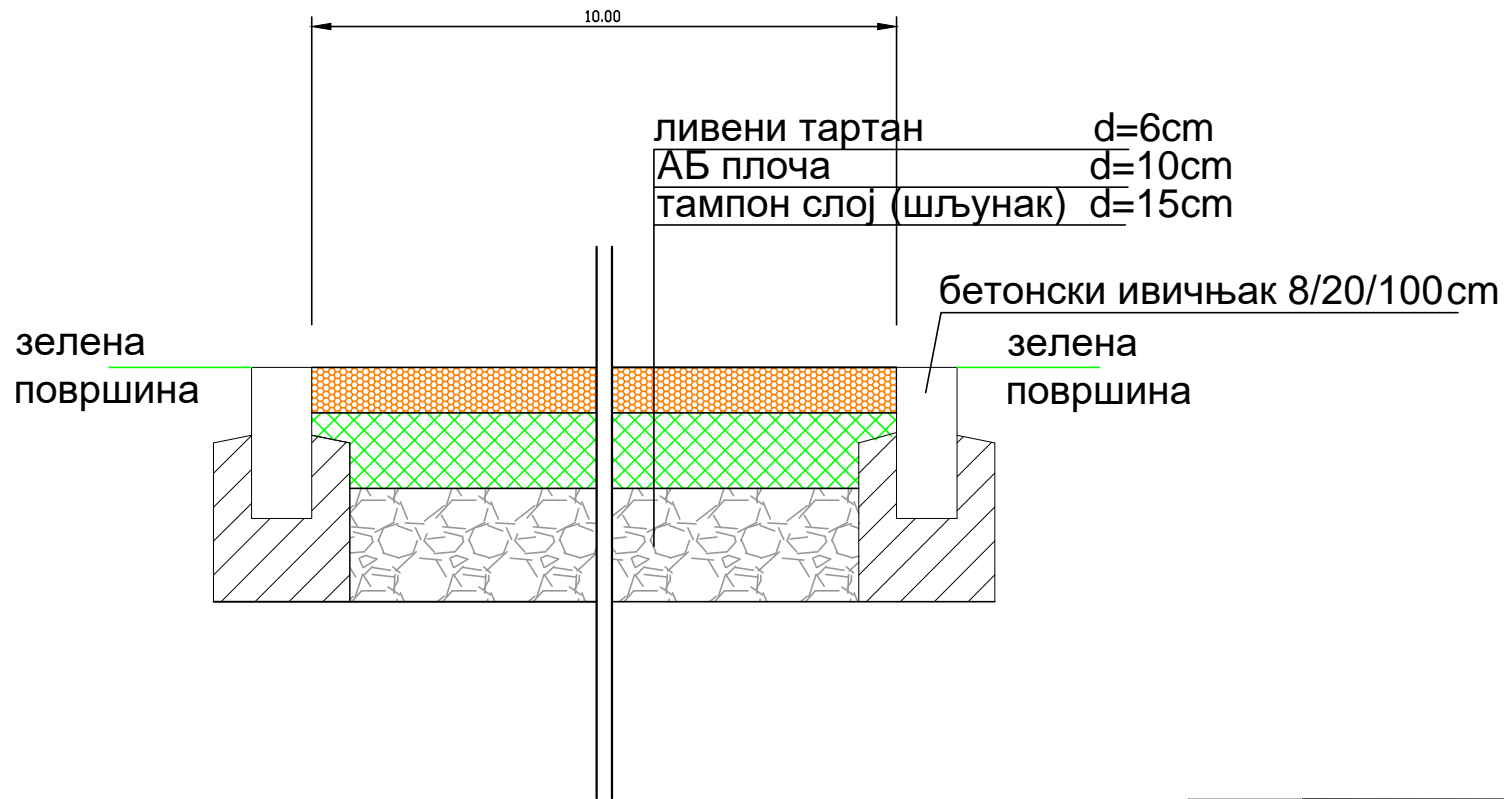 10.00
ливени тартан d=6cm
АБ плоча d=10cm
тампон слој (шљунак) d=15cm
бетонски ивичњак 8/20/100cm
зелена
површина
зелена
површина